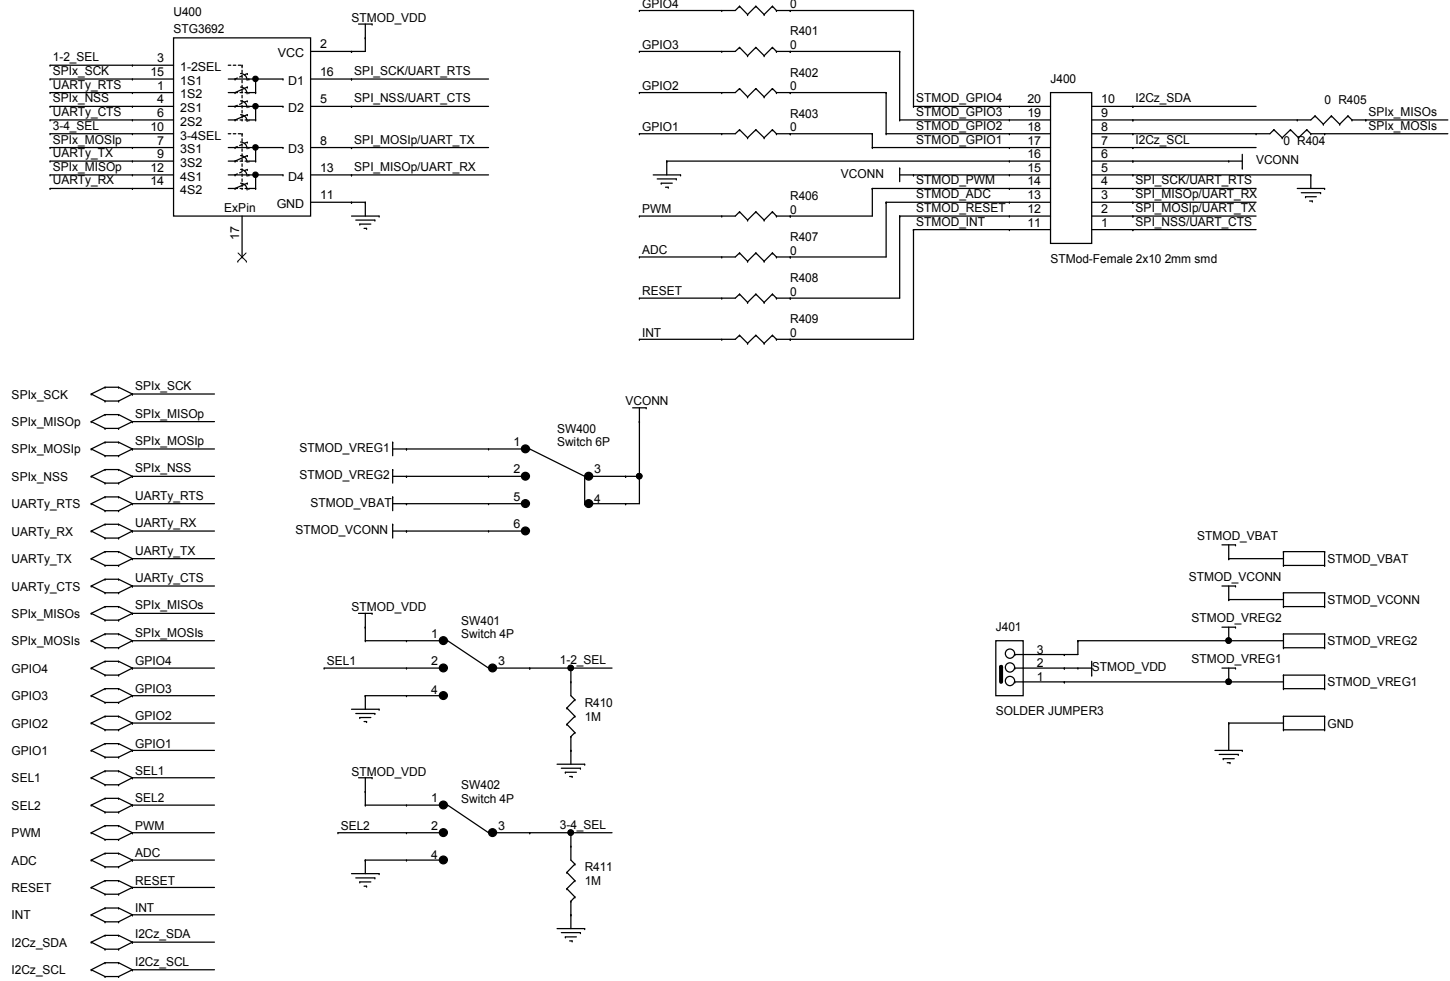 U400
STG3692
STMOD_VDD
VCC
2
1-2_SEL 3 1-2SEL
SPIx_SCK 15 1S1 D1 16 SPI_SCK/UART_RTS
UARTy_RTS 1 1S2
SPIx_NSS 4 2S1 D2 5 SPI_NSS/UART_CTS
UARTy_CTS 6 2S2
3-4_SEL 10 3-4SEL
SPIx_MOSIp 7 3S1 D3 8 SPI_MOSIp/UART_TX
UARTy_TX 9 3S2
SPIx_MISOp 12 4S1 D4 13 SPI_MISOp/UART_RX
UARTy_RX 14 4S2
ExPin GND 11
17
GPIO4 0
R401
GPIO3 0
R402
GPIO2 0
R403
GPIO1 0
VCONN
R406
PWM 0
R407
ADC 0
R408
RESET 0
R409
INT 0
J400
STMOD_GPIO4 20 10 I2Cz_SDA
STMOD_GPIO3 19 9
STMOD_GPIO2 18 8
STMOD_GPIO1 17 7 I2Cz_SCL
16 6 VCONN
15 5
STMOD_PWM 14 4 SPI_SCK/UART_RTS
STMOD_ADC 13 3 SPI_MISOp/UART_RX
STMOD_RESET 12 2 SPI_MOSIp/UART_TX
STMOD_INT 11 1 SPI_NSS/UART_CTS
STMod-Female 2x10 2mm smd
0 R405
SPIx_MISOs
SPIx_MOSIs
0 R404
SPIx_SCK SPIx_SCK
SPIx_MISOp SPIx_MISOp
SPIx_MOSIp SPIx_MOSIp
SPIx_NSS SPIx_NSS
UARTy_RTS UARTy_RTS
UARTy_RX UARTy_RX
UARTy_TX UARTy_TX
UARTy_CTS UARTy_CTS
SPIx_MISOs SPIx_MISOs
SPIx_MOSIs SPIx_MOSIs
GPIO4 GPIO4
GPIO3 GPIO3
GPIO2 GPIO2
GPIO1 GPIO1
SEL1 SEL1
SEL2 SEL2
PWM PWM
ADC ADC
RESET RESET
INT INT
I2Cz_SDA I2Cz_SDA
I2Cz_SCL I2Cz_SCL
VCONN
SW400
Switch 6P
STMOD_VREG1 1
STMOD_VREG2 2 3
STMOD_VBAT 5 4
STMOD_VCONN 6
STMOD_VDD
SW401
Switch 4P
1
SEL1 2 3 1-2_SEL
4
R410
1M
STMOD_VDD
SW402
Switch 4P
1
SEL2 2 3 3-4_SEL
4
R411
1M
STMOD_VBAT
STMOD_VBAT
STMOD_VCONN
STMOD_VCONN
STMOD_VREG2
STMOD_VREG2
STMOD_VREG1
STMOD_VREG1
GND
J401
3
2 STMOD_VDD
1
SOLDER JUMPER3